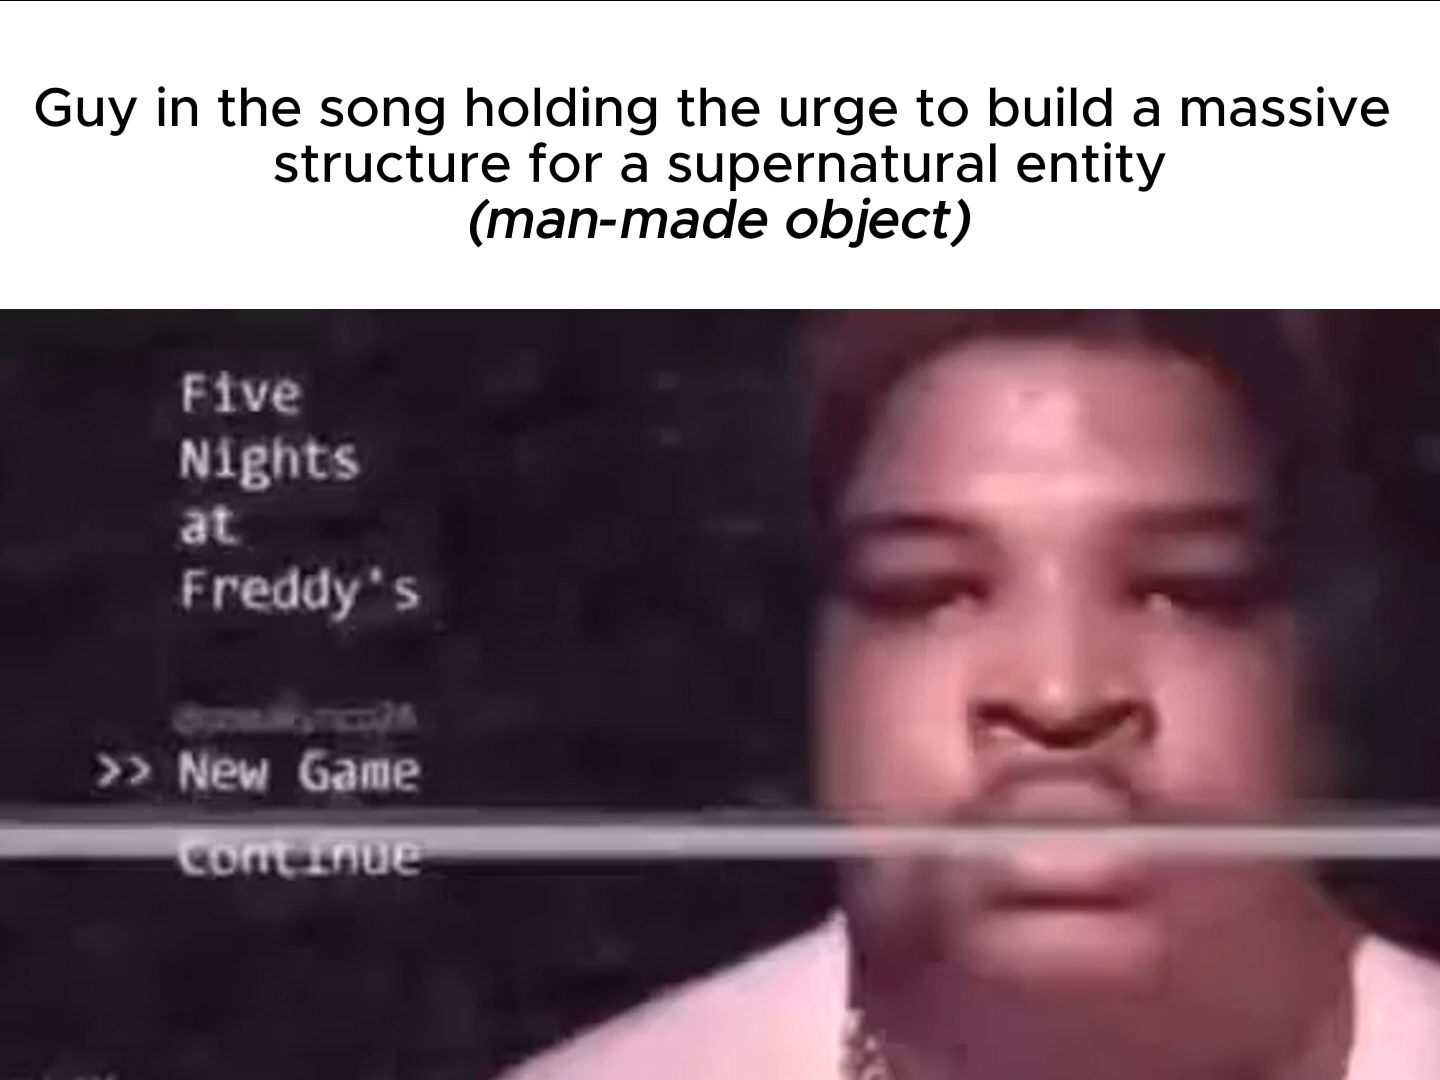 Guy in the song holding the urge to build a massive
structure for a supernatural entity
(man-made object)
Five
Nights
at
Freddy's
>> New Game
Continue